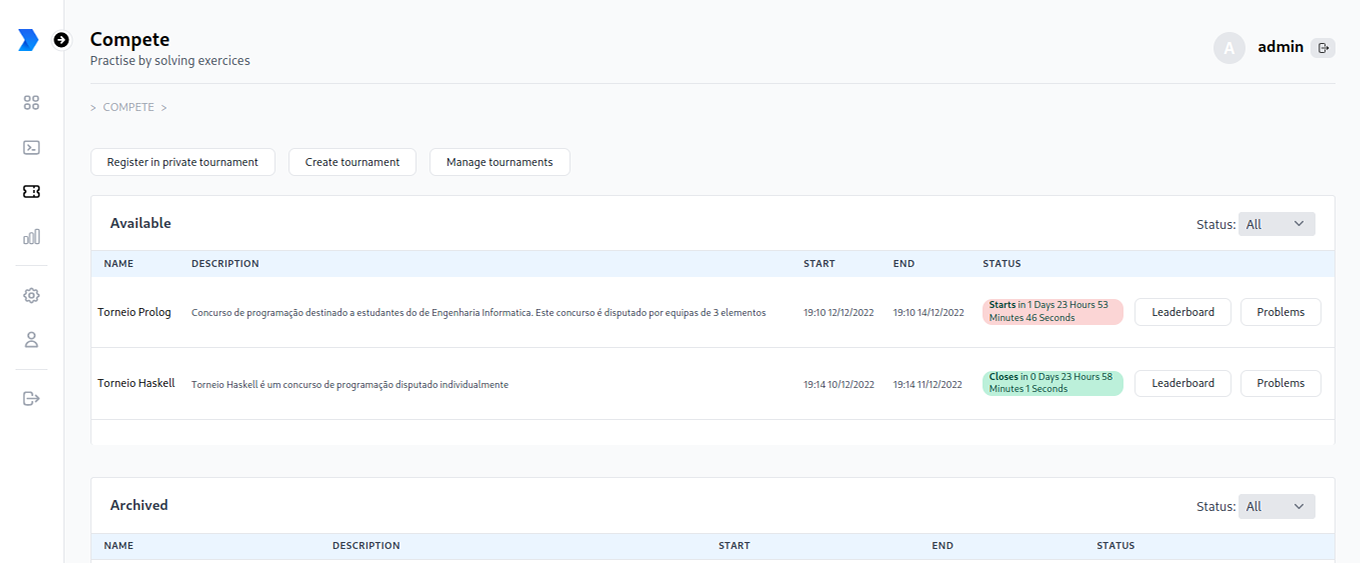 Compete
Practise by solving exercices
A
admin
> COMPETE >
Register in private tournament
Create tournament
Manage tournaments
Available
Status: All
NAME DESCRIPTION START END STATUS
Torneio Prolog Concurso de programação destinado a estudantes do de Engenharia Informatica. Este concurso é disputado por equipas de 3 elementos 19:10 12/12/2022 19:10 14/12/2022 Starts in 1 Days 23 Hours 53
Minutes 46 Seconds
Leaderboard Problems
Torneio Haskell Torneio Haskell é um concurso de programação disputado individualmente 19:14 10/12/2022 19:14 11/12/2022 Closes in 0 Days 23 Hours 58
Minutes 1 Seconds
Leaderboard Problems
Archived
Status: All
NAME DESCRIPTION START END STATUS